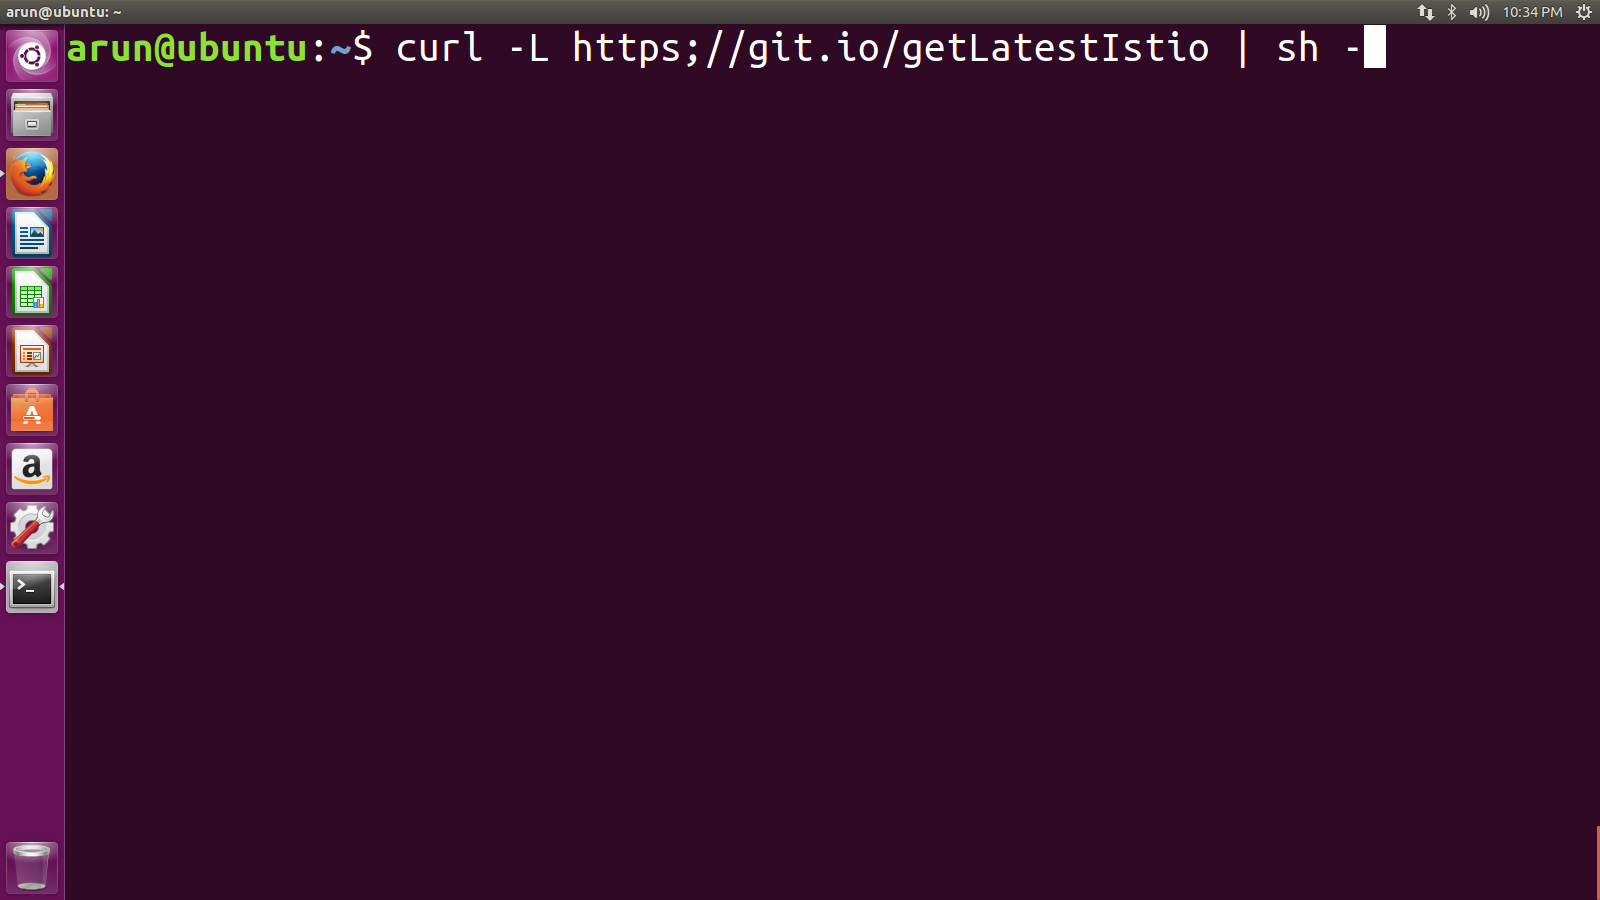 arun@ubuntu: ~
10:34 PM
arun@ubuntu:~$ curl -L https;//git.io/getLatestIstio | sh -